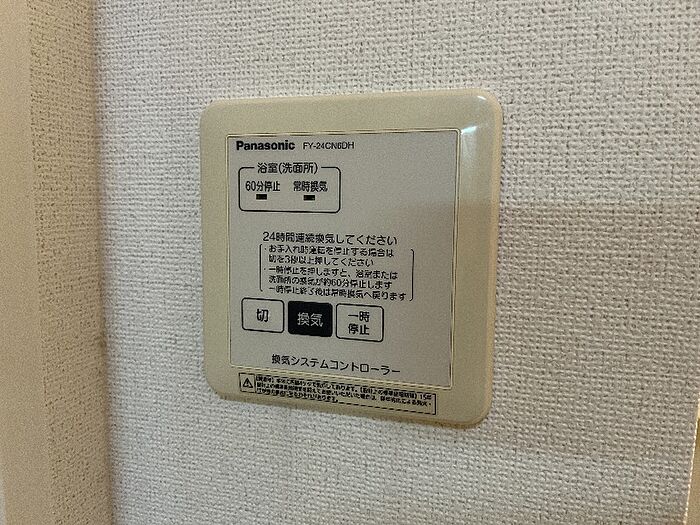 Panasonic FY-24CN6DH
浴室(洗面所)
60分停止 常時換気
24時間連続換気してください
お手入れ時運転を停止する場合は
切を3秒以上押してください
一時停止を押しますと、浴室または
洗面所の換気が約60分停止します
一時停止終了後は常時換気へ戻ります
切 換気 一時
停止
換気システムコントローラー